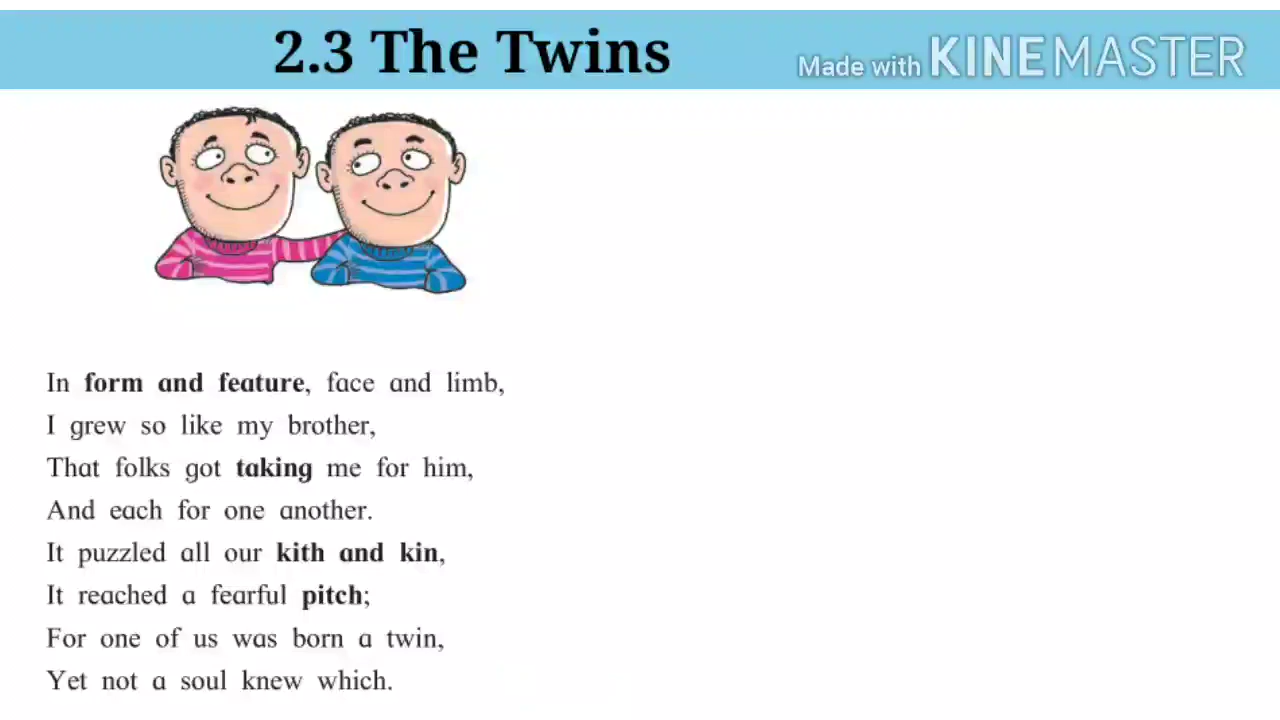 2.3 The Twins
Made with KINEMASTER
In form and feature, face and limb,
I grew so like my brother,
That folks got taking me for him,
And each for one another.
It puzzled all our kith and kin,
It reached a fearful pitch;
For one of us was born a twin,
Yet not a soul knew which.